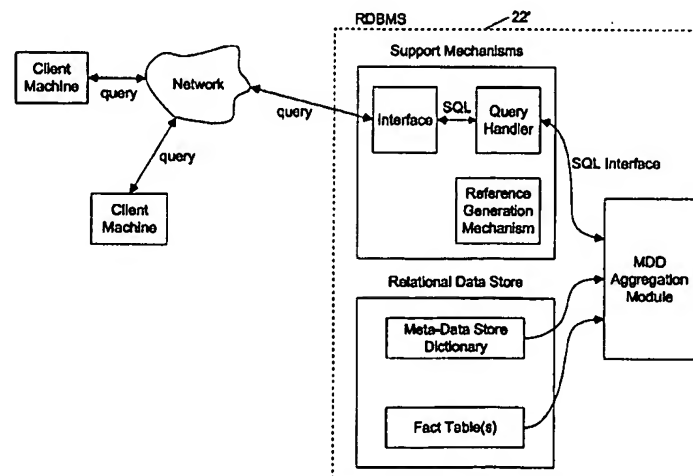 RDBMS
22'
Support Mechanisms
Client
Machine
query
Network
query
Interface
SQL
Query
Handler
query
SQL Interface
Client
Machine
Reference
Generation
Mechanism
MDD
Aggregation
Module
Relational Data Store
Meta-Data Store
Dictionary
Fact Table(s)